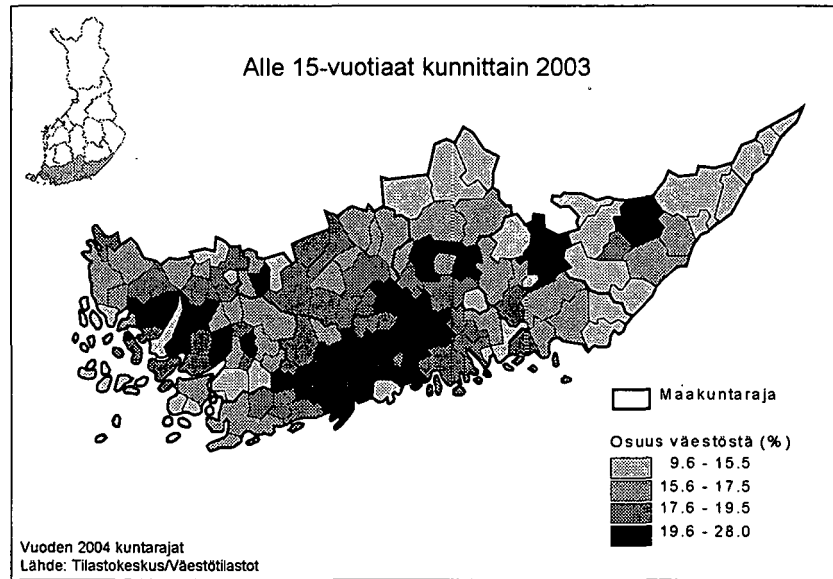 Alle 15-vuotiaat kunnittain 2003
Maakuntaraja
Osuus väestöstä (%)
9.6 - 15.5
15.6 - 17.5
17.6 - 19.5
19.6 - 28.0
Vuoden 2004 kuntarajat
Lähde: Tilastokeskus/Väestötilastot